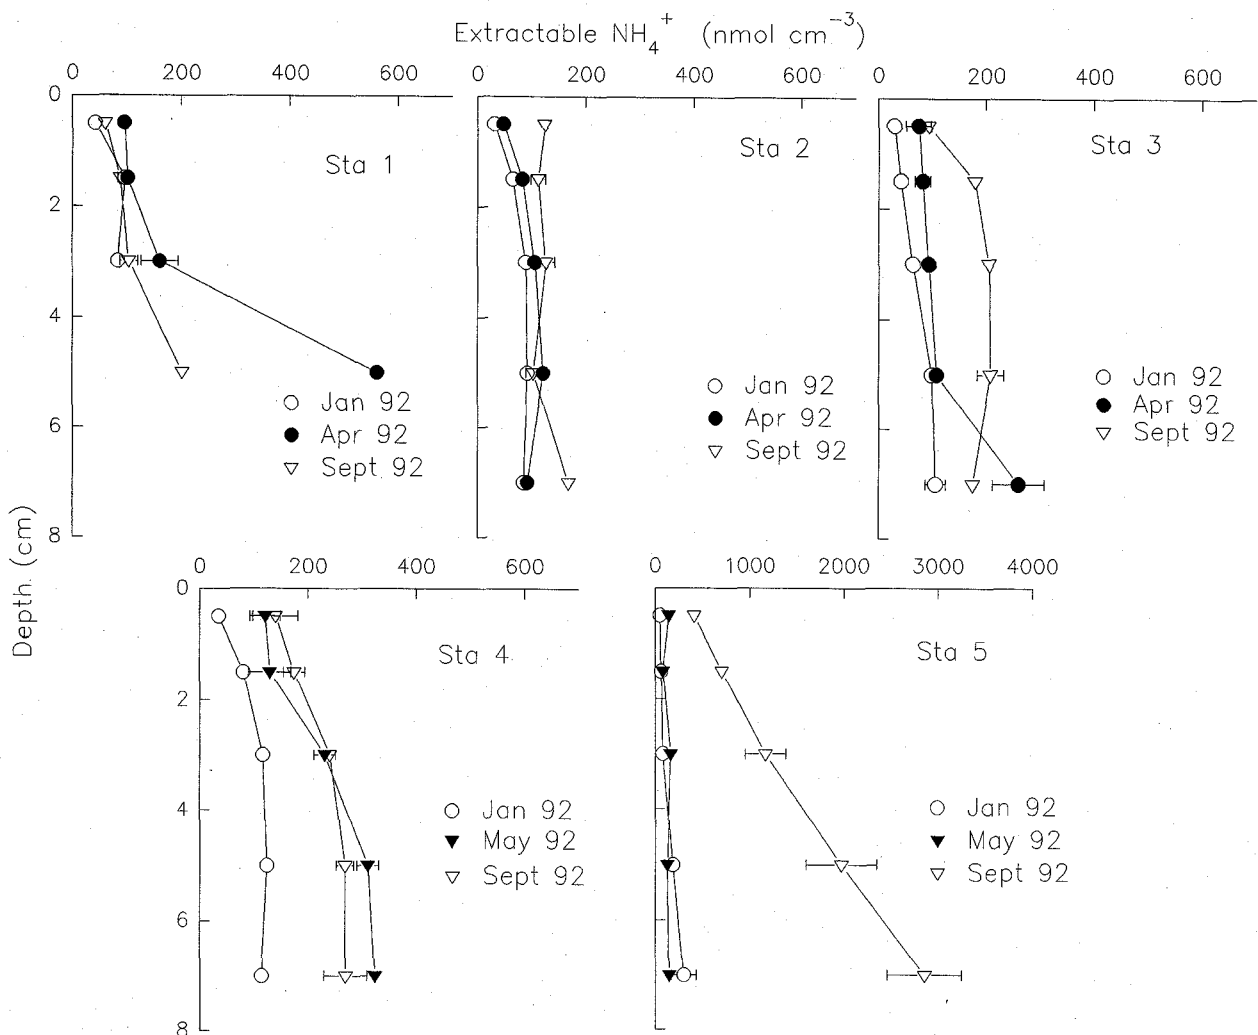 Extractable NH4+ (nmol cm−3)
0 200 400 600
0 200 400 600
0 200 400 600
0
2
4
6
8
Sta 1
Jan 92
Apr 92
Sept 92
Sta 2
Jan 92
Apr 92
Sept 92
Sta 3
Jan 92
Apr 92
Sept 92
Depth (cm)
0 200 400 600
0 1000 2000 3000 4000
0
2
4
6
8
Sta 4
Jan 92
May 92
Sept 92
Sta 5
Jan 92
May 92
Sept 92